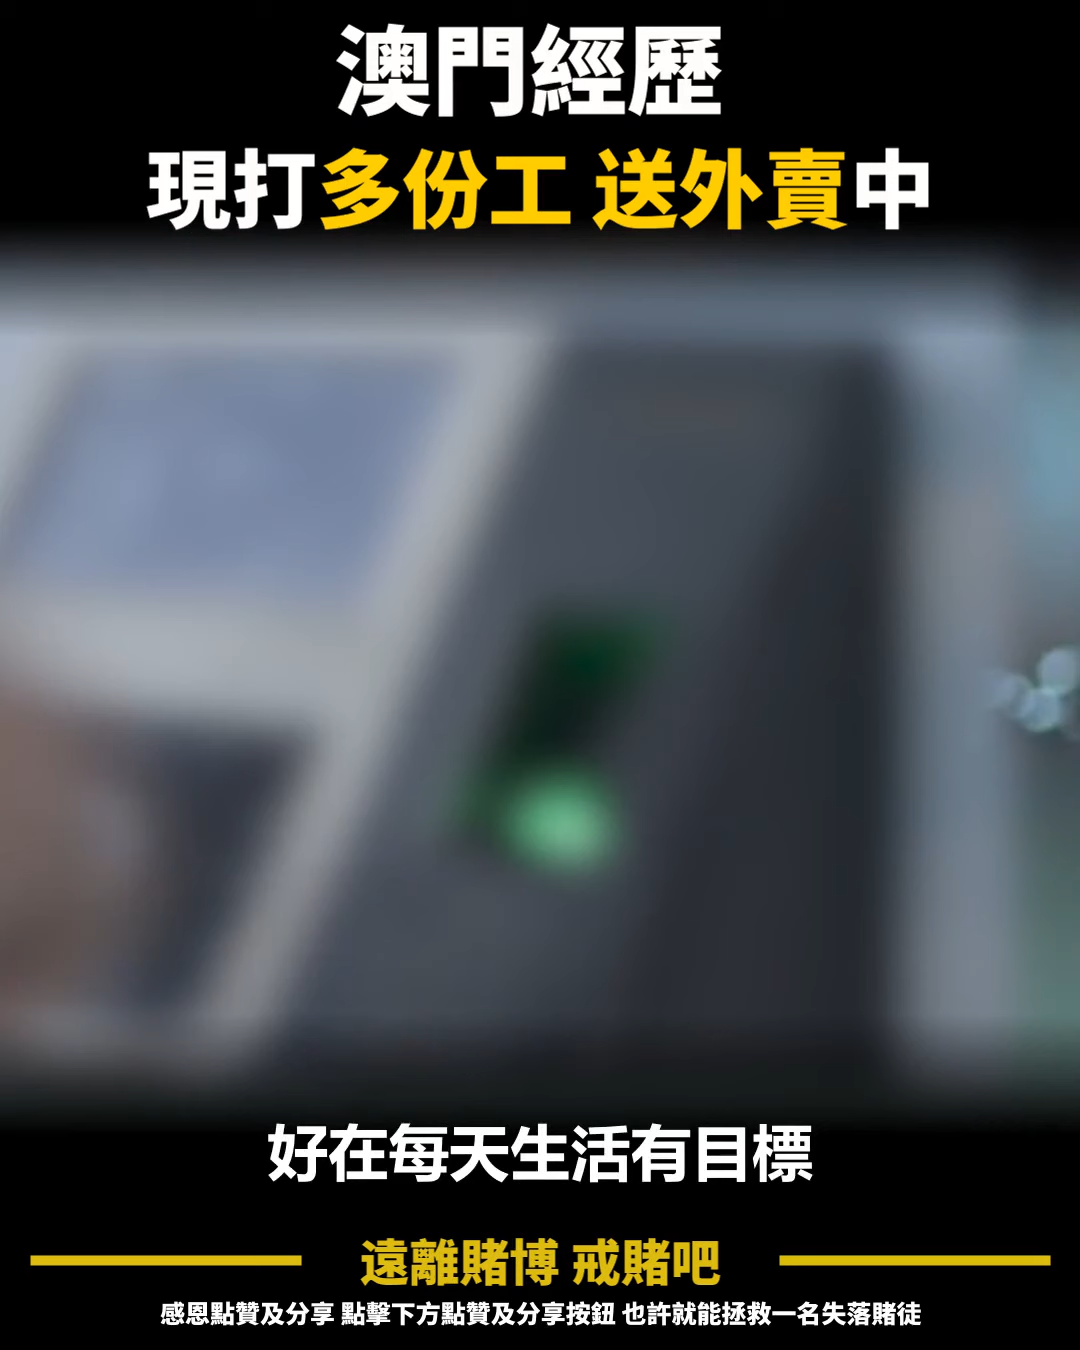 澳門經歷
現打多份工 送外賣中
好在每天生活有目標
遠離賭博 戒賭吧
感恩點贊及分享 點擊下方點贊及分享按鈕 也許就能拯救一名失落賭徒